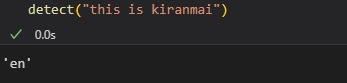 detect("this is kiranmai")
0.0s
'en'